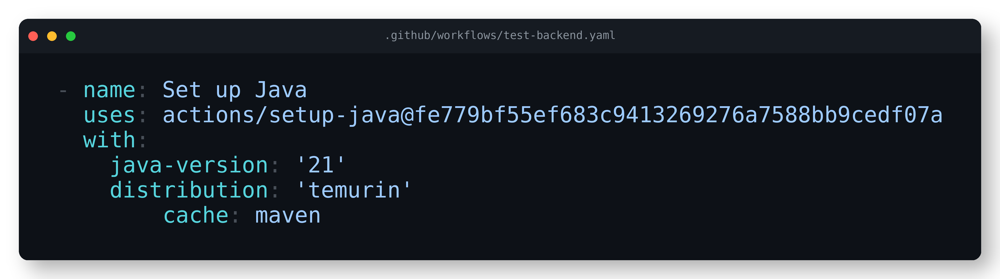 .github/workflows/test-backend.yaml
- name: Set up Java
  uses: actions/setup-java@fe779bf55ef683c9413269276a7588bb9cedf07a
  with:
    java-version: '21'
    distribution: 'temurin'
        cache: maven